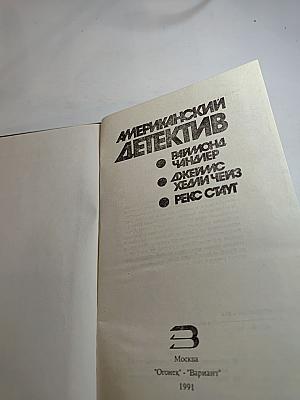 АМЕРИКАНСКИЙ
ДЕТЕКТИВ
РАЙМОНД
ЧАНДЛЕР
ДЖЕЙМС
ХЕДЛИ ЧЕЙЗ
РЕКС СТАУТ
Москва
"Огонек" - "Вариант"
1991